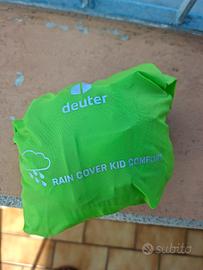 deuter
RAIN COVER KID COMFORT
subito